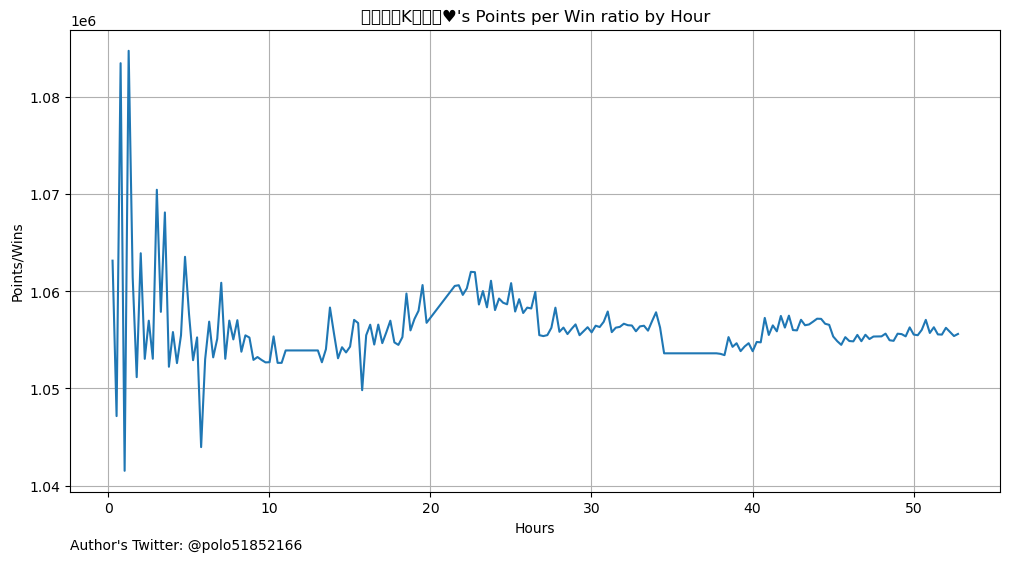 K♥'s Points per Win ratio by Hour
1e6
1.08
1.07
1.06
1.05
1.04
Points/Wins
0 10 20 30 40 50
Hours
Author's Twitter: @polo51852166